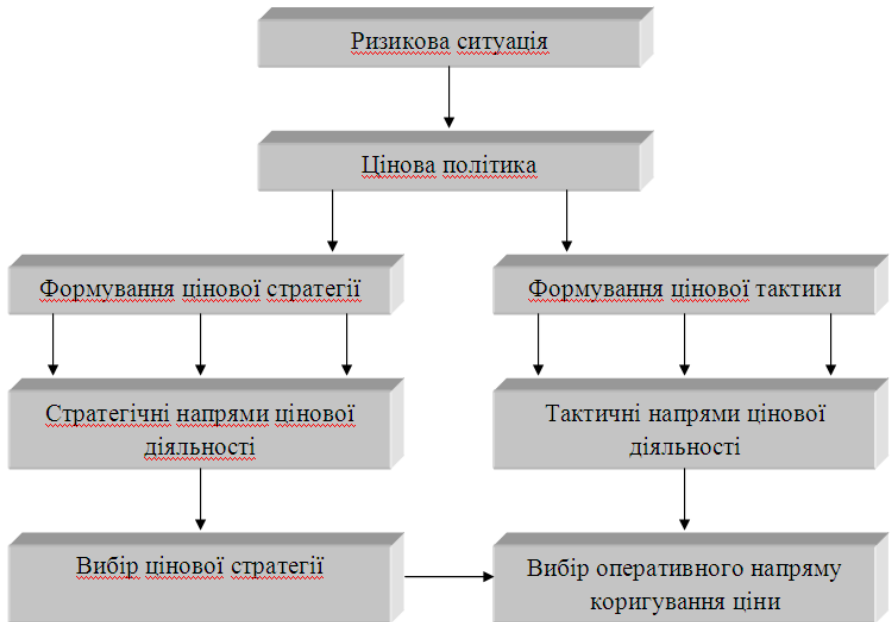 Ризикова ситуація
Цінова політика
Формування цінової стратегії
Формування цінової тактики
Стратегічні напрями цінової
діяльності
Тактичні напрями цінової
діяльності
Вибір цінової стратегії
Вибір оперативного напряму
коригування ціни